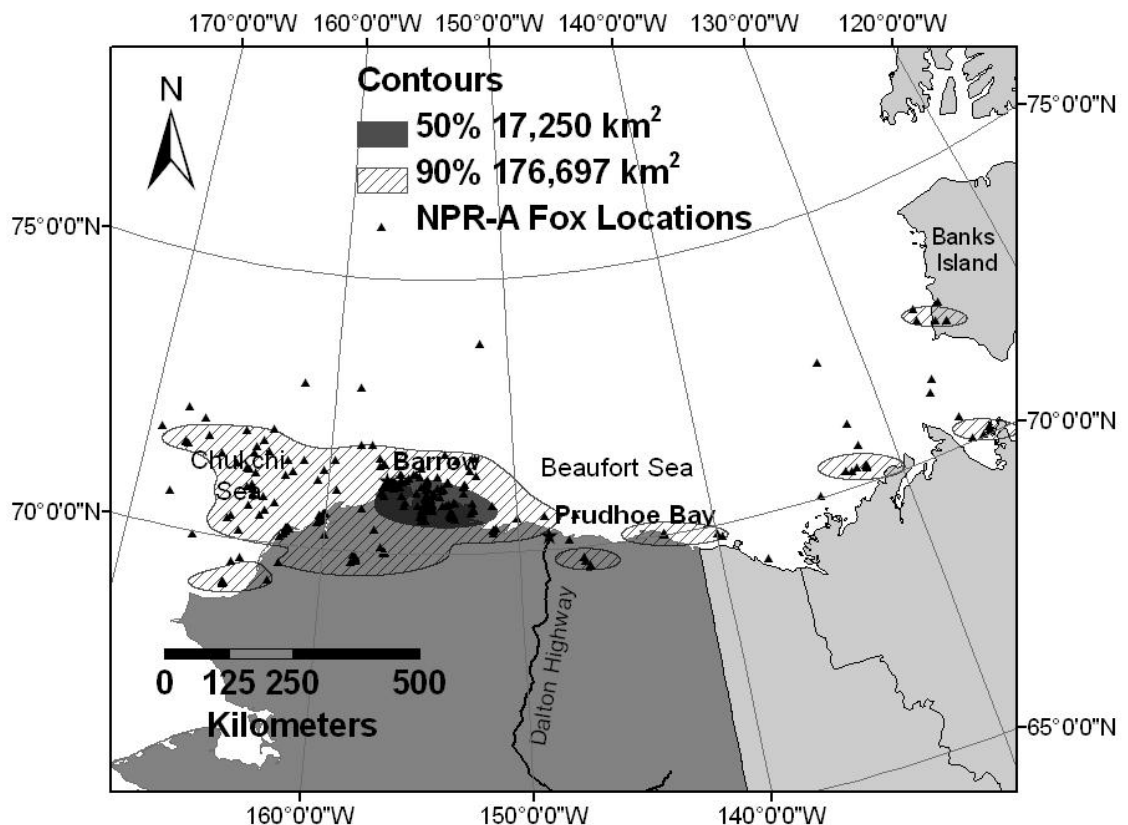 170°0'0"W 160°0'0"W 150°0'0"W 140°0'0"W 130°0'0"W 120°0'0"W
N
Contours
50% 17,250 km²
90% 176,697 km²
NPR-A Fox Locations
75°0'0"N
75°0'0"N
Banks
Island
Chukchi
Sea
Barrow
Beaufort Sea
70°0'0"N
70°0'0"N
Prudhoe Bay
Dalton Highway
0 125 250 500
Kilometers
65°0'0"N
160°0'0"W 150°0'0"W 140°0'0"W